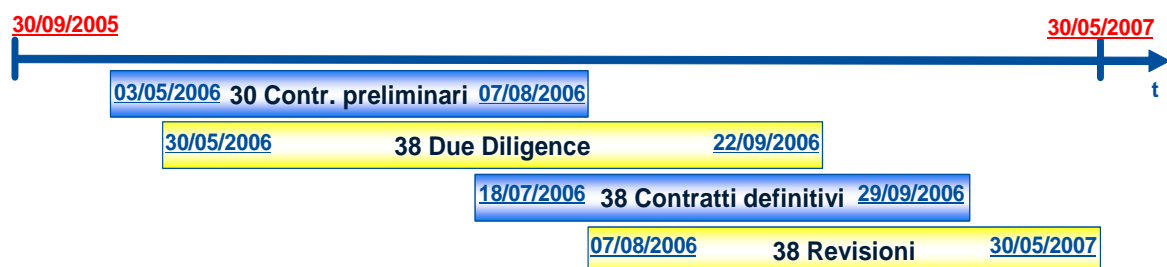 30/09/2005 30/05/2007
t
03/05/2006 30 Contr. preliminari 07/08/2006
30/05/2006 38 Due Diligence 22/09/2006
18/07/2006 38 Contratti definitivi 29/09/2006
07/08/2006 38 Revisioni 30/05/2007